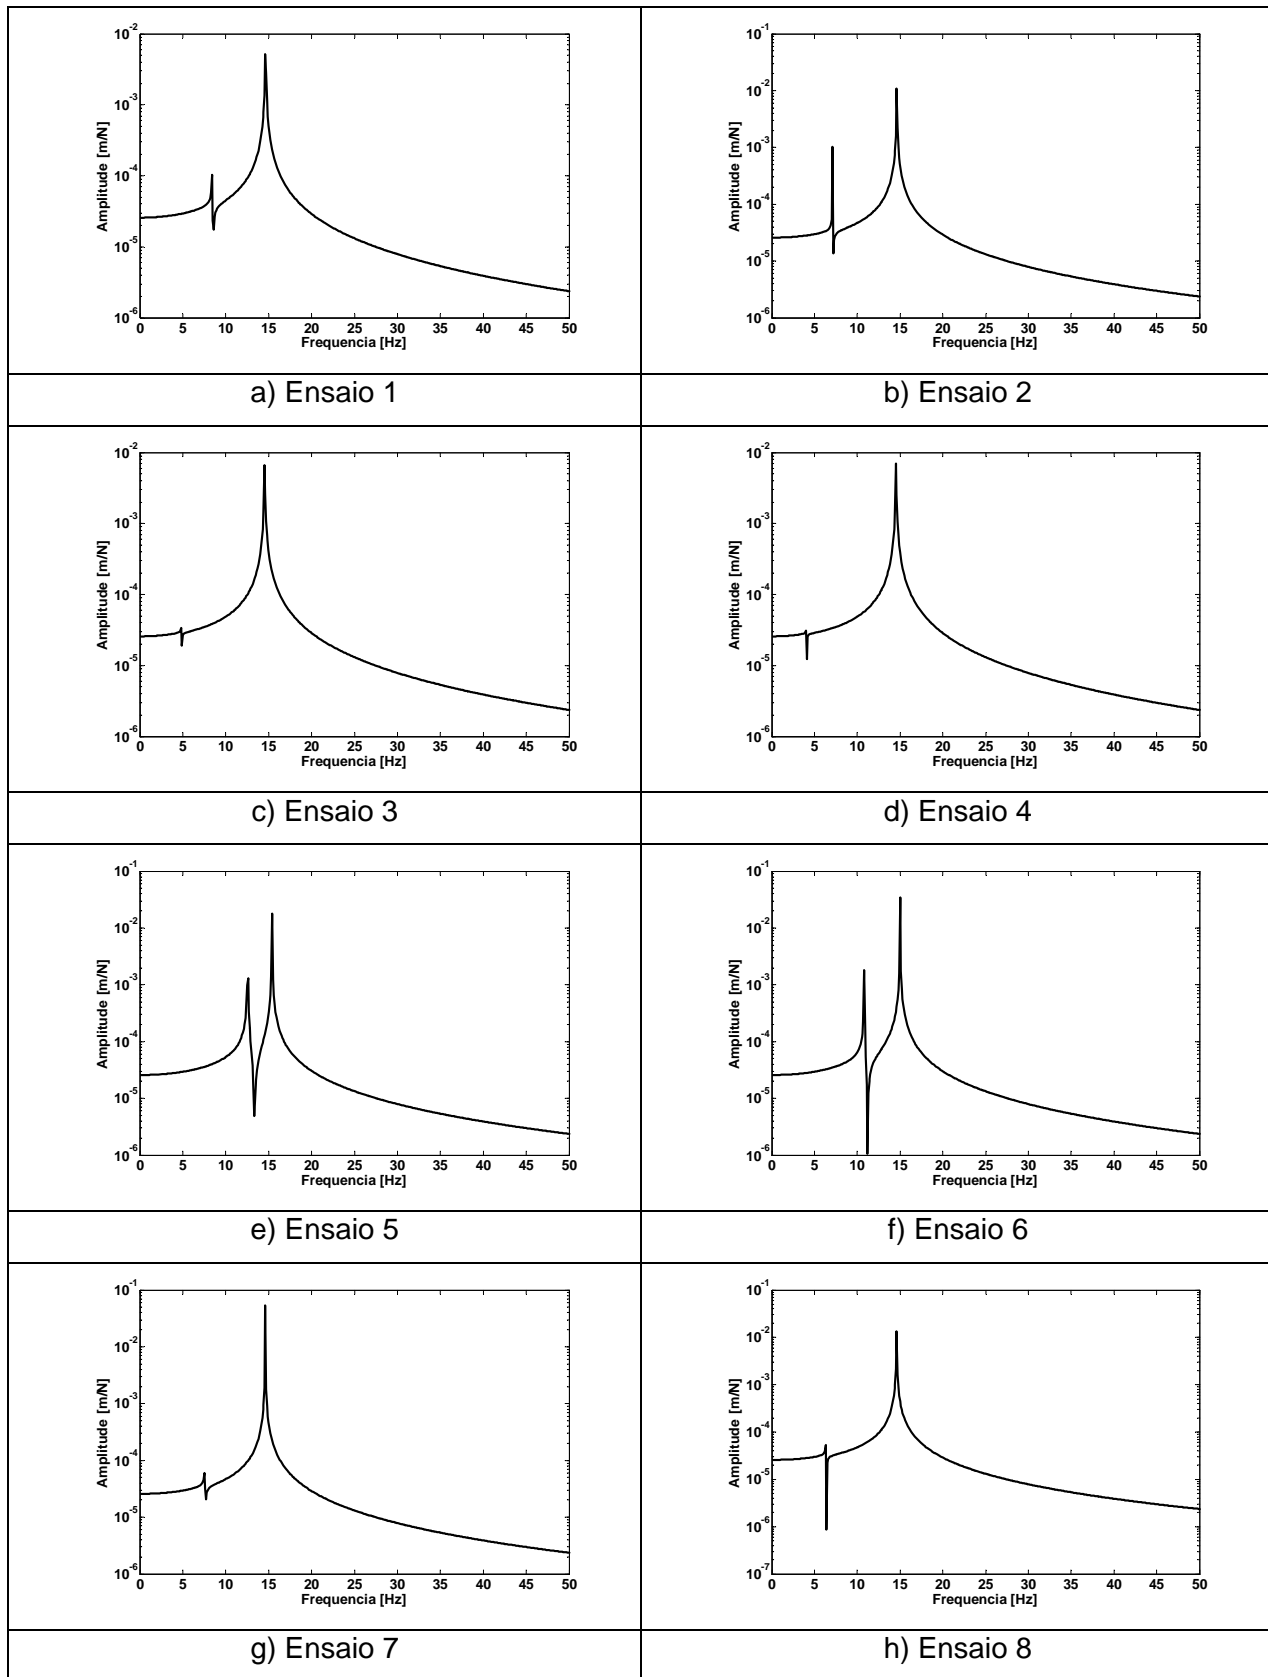 10^-2
10^-3
10^-4
10^-5
10^-6
Amplitude [m/N]
0 5 10 15 20 25 30 35 40 45 50
Frequencia [Hz]
10^-1
10^-2
10^-3
10^-4
10^-5
10^-6
Amplitude [m/N]
0 5 10 15 20 25 30 35 40 45 50
Frequencia [Hz]
a) Ensaio 1
b) Ensaio 2
10^-2
10^-3
10^-4
10^-5
10^-6
Amplitude [m/N]
0 5 10 15 20 25 30 35 40 45 50
Frequencia [Hz]
10^-2
10^-3
10^-4
10^-5
10^-6
Amplitude [m/N]
0 5 10 15 20 25 30 35 40 45 50
Frequencia [Hz]
c) Ensaio 3
d) Ensaio 4
10^-1
10^-2
10^-3
10^-4
10^-5
10^-6
Amplitude [m/N]
0 5 10 15 20 25 30 35 40 45 50
Frequencia [Hz]
10^-1
10^-2
10^-3
10^-4
10^-5
10^-6
Amplitude [m/N]
0 5 10 15 20 25 30 35 40 45 50
Frequencia [Hz]
e) Ensaio 5
f) Ensaio 6
10^-1
10^-2
10^-3
10^-4
10^-5
10^-6
Amplitude [m/N]
0 5 10 15 20 25 30 35 40 45 50
Frequencia [Hz]
10^-1
10^-2
10^-3
10^-4
10^-5
10^-6
10^-7
Amplitude [m/N]
0 5 10 15 20 25 30 35 40 45 50
Frequencia [Hz]
g) Ensaio 7
h) Ensaio 8